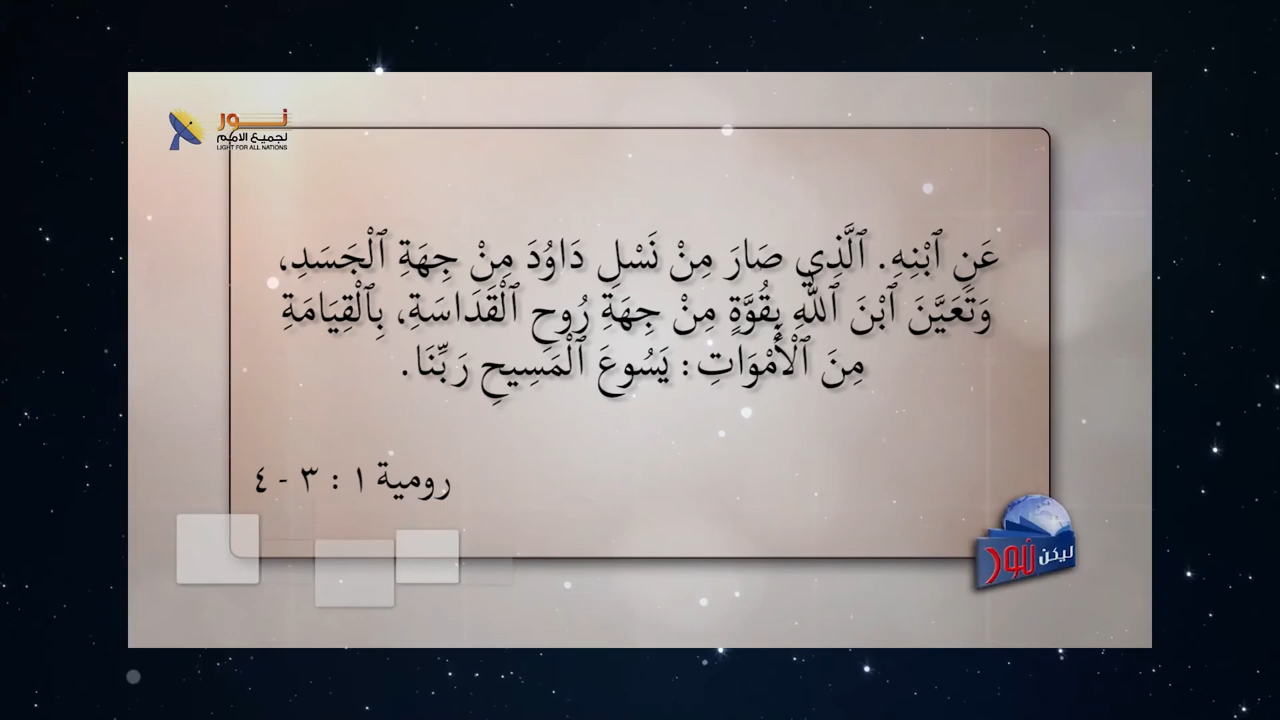 نور
لجميع الأمم
LIGHT FOR ALL NATIONS
عَنِ ٱبْنِهِ. ٱلَّذِي صَارَ مِنْ نَسْلِ دَاوُدَ مِنْ جِهَةِ ٱلْجَسَدِ،
وَتَعَيَّنَ ٱبْنَ ٱللهِ بِقُوَّةٍ مِنْ جِهَةِ رُوحِ ٱلْقَدَاسَةِ، بِٱلْقِيَامَةِ
مِنَ ٱلْأَمْوَاتِ: يَسُوعَ ٱلْمَسِيحِ رَبِّنَا.
رومية ١ : ٣ - ٤
ليكن نور